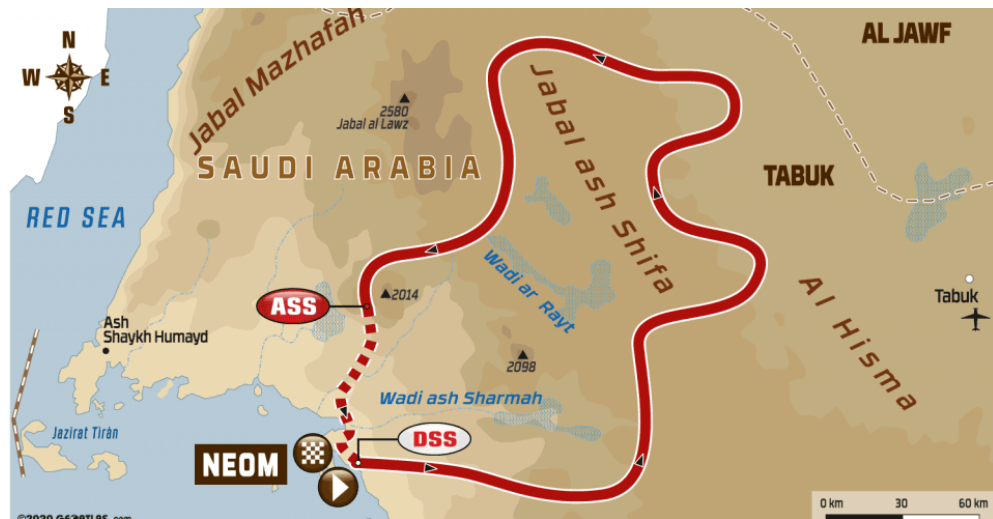 N
W E
S
Jabal Mazhafah
2580
Jabal al Lawz
SAUDI ARABIA
RED SEA
Jabal ash Shifa
AL JAWF
TABUK
Wadi ar Rayt
Al Hisma
Tabuk
ASS
2014
Ash
Shaykh Humayd
2098
Wadi ash Sharmah
Jazirat Tiràn
DSS
NEOM
0 km 30 60 km